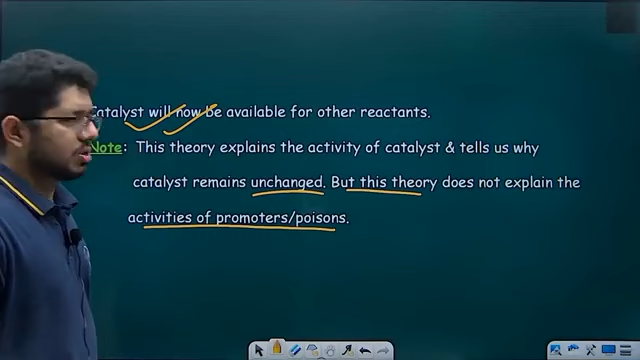 Catalyst will now be available for other reactants.
Note: This theory explains the activity of catalyst & tells us why
catalyst remains unchanged. But this theory does not explain the
activities of promoters/poisons.